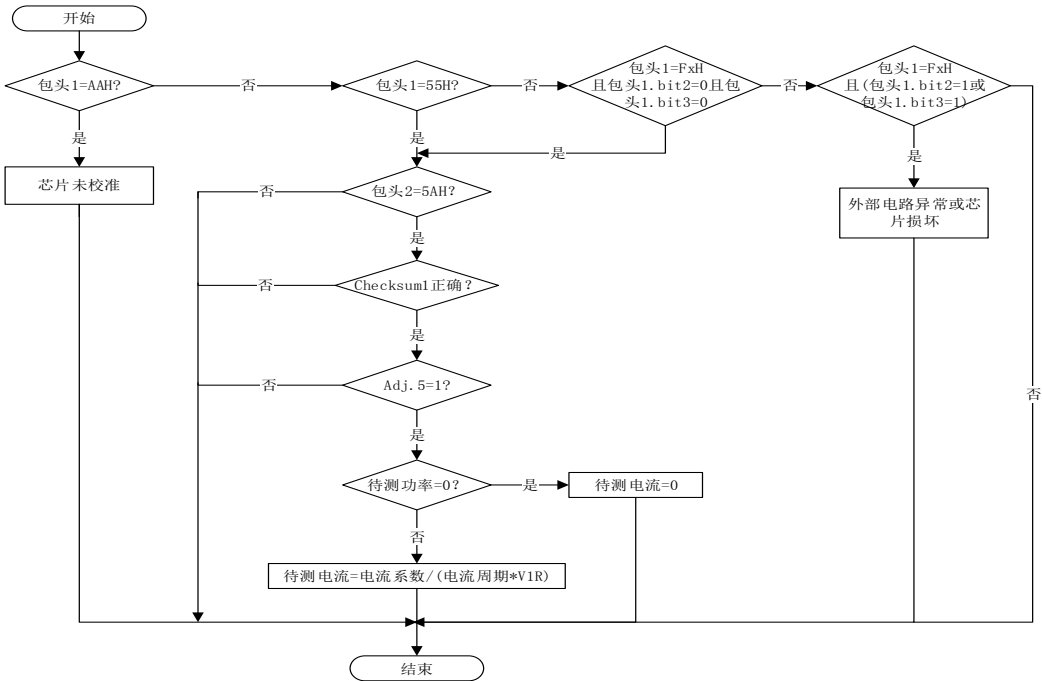 开始
包头1=AAH?
否
包头1=55H?
否
包头1=FxH
且包头1.bit2=0且包
头1.bit3=0
否
包头1=FxH
且(包头1.bit2=1或
包头1.bit3=1)
是
是
是
是
芯片未校准
否
包头2=5AH?
外部电路异常或芯
片损坏
是
否
Checksum1正确?
是
否
Adj.5=1?
否
是
待测功率=0?
是
待测电流=0
否
待测电流=电流系数/(电流周期*V1R)
结束